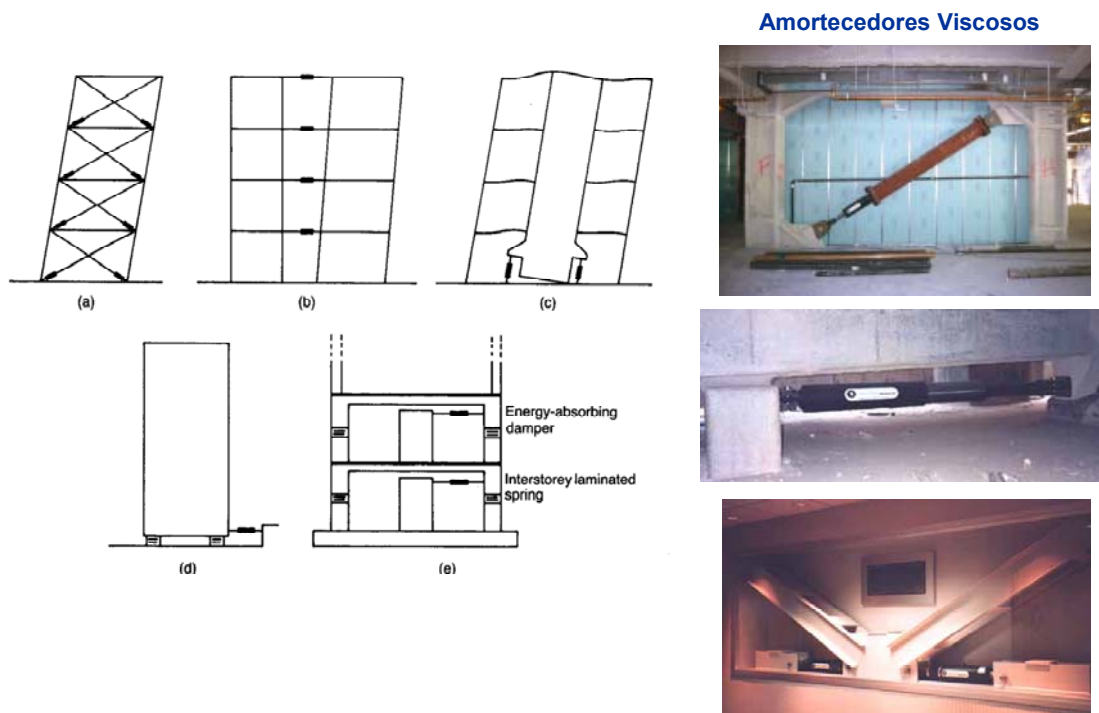 Amortecedores Viscosos
(a)
(b)
(c)
Energy-absorbing
damper
Interstorey laminated
spring
(d)
(e)